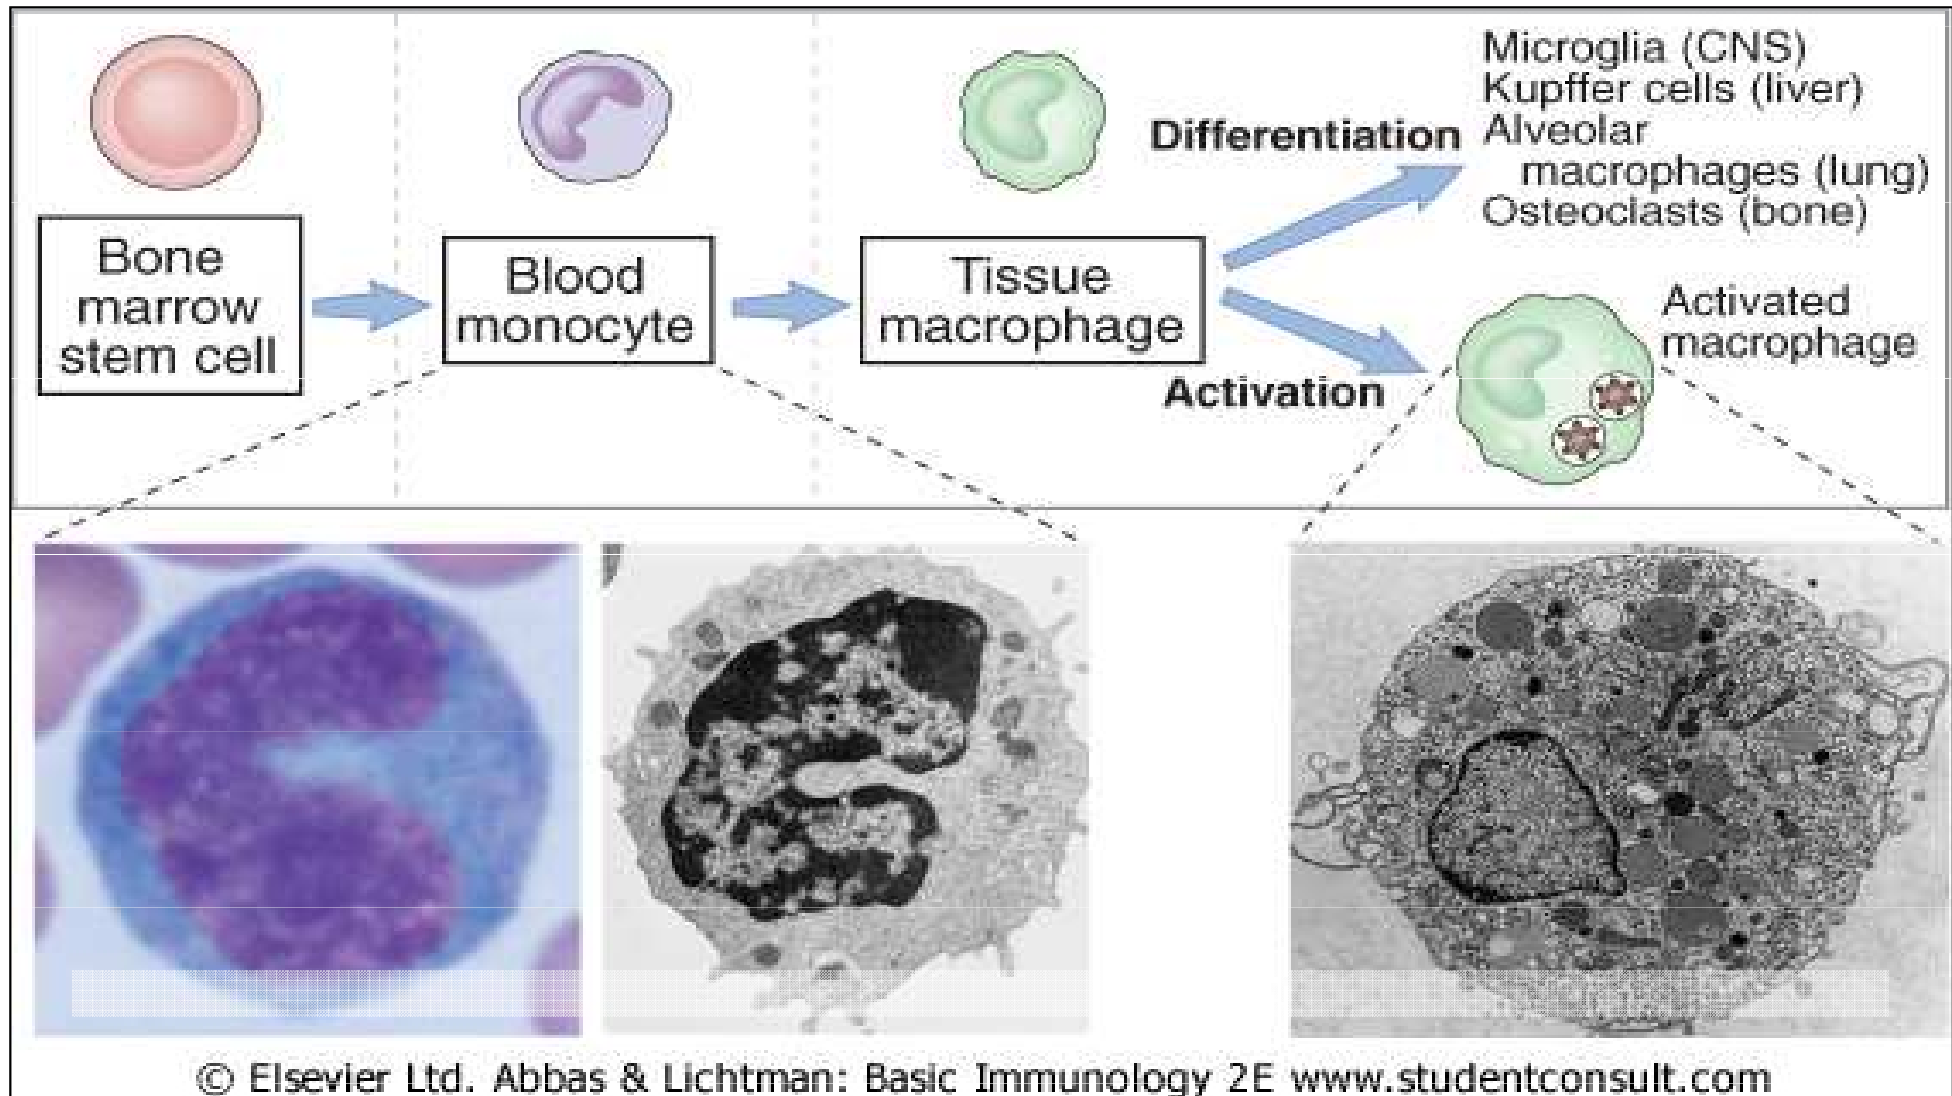 Bone
marrow
stem cell
Blood
monocyte
Tissue
macrophage
Differentiation
Microglia (CNS)
Kupffer cells (liver)
Alveolar
macrophages (lung)
Osteoclasts (bone)
Activation
Activated
macrophage
© Elsevier Ltd. Abbas & Lichtman: Basic Immunology 2E www.studentconsult.com